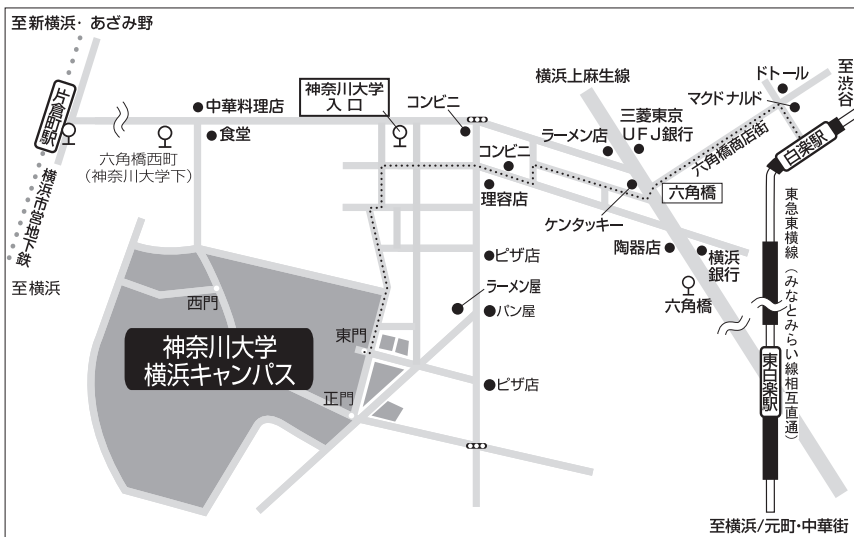 至新横浜・あざみ野
片倉町駅
横浜市営地下鉄
至横浜
中華料理店
食堂
六角橋西町
(神奈川大学下)
神奈川大学
入口
コンビニ
コンビニ
理容店
横浜上麻生線
ラーメン店
三菱東京
UFJ銀行
ドトール
マクドナルド
至渋谷
白楽駅
六角橋商店街
六角橋
ケンタッキー
陶器店
横浜
銀行
六角橋
東急東横線(みなとみらい線相互直通)
東白楽駅
至横浜/元町・中華街
ピザ店
ラーメン屋
パン屋
ピザ店
西門
東門
正門
神奈川大学
横浜キャンパス